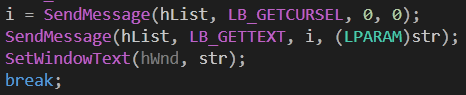 i = SendMessage(hList, LB_GETCURSEL, 0, 0);
SendMessage(hList, LB_GETTEXT, i, (LPARAM)str);
SetWindowText(hWnd, str);
break;